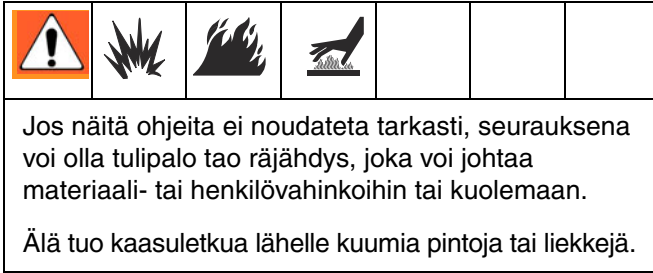 Jos näitä ohjeita ei noudateta tarkasti, seurauksena
voi olla tulipalo tao räjähdys, joka voi johtaa
materiaali- tai henkilövahinkoihin tai kuolemaan.
Älä tuo kaasuletkua lähelle kuumia pintoja tai liekkejä.